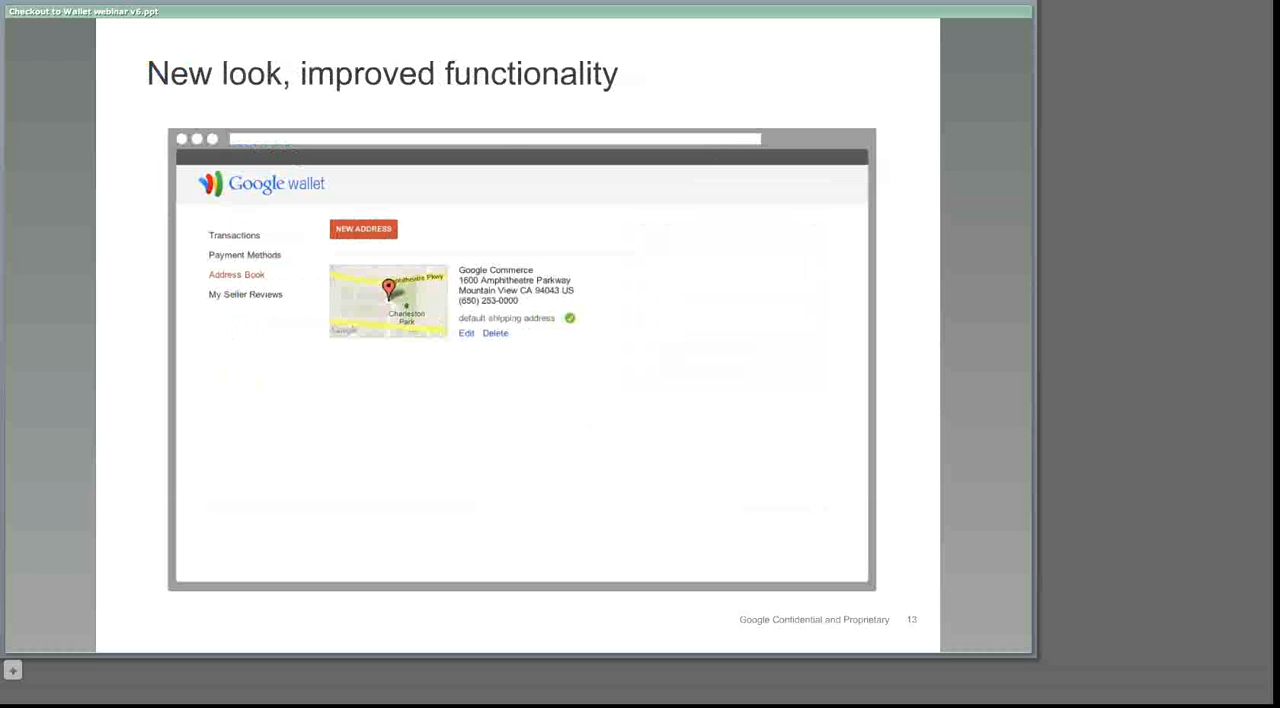 Checkout to Wallet webinar v6.ppt
New look, improved functionality
Google wallet
Transactions
Payment Methods
Address Book
My Seller Reviews
NEW ADDRESS
Charleston
Park
Google
Google Commerce
1600 Amphitheatre Parkway
Mountain View CA 94043 US
(650) 253-0000
default shipping address
Edit Delete
Google Confidential and Proprietary 13